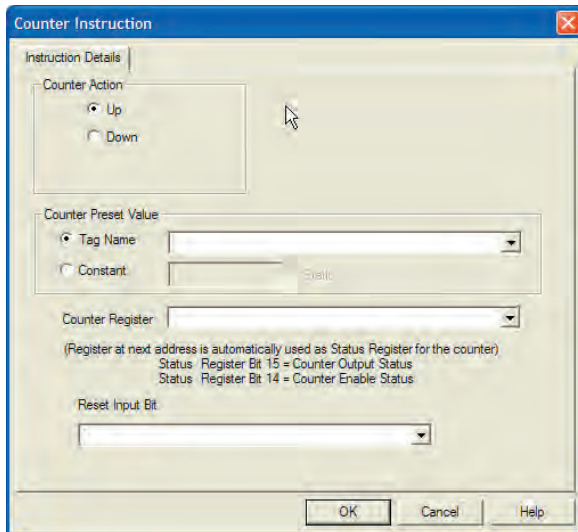 Counter Instruction
Instruction Details
Counter Action
Up
Down
Counter Preset Value
Tag Name
Constant
Static
Counter Register
(Register at next address is automatically used as Status Register for the counter)
Status Register Bit 15 = Counter Output Status
Status Register Bit 14 = Counter Enable Status
Reset Input Bit
OK Cancel Help